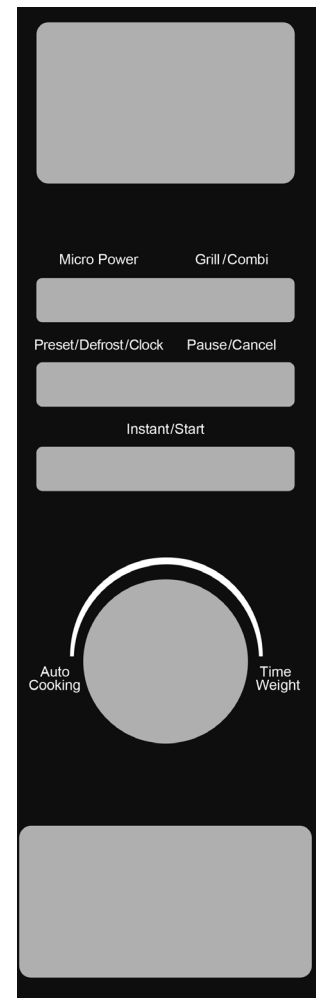 Micro Power Grill/Combi
Preset/Defrost/Clock Pause/Cancel
Instant/Start
Auto
Cooking
Time
Weight